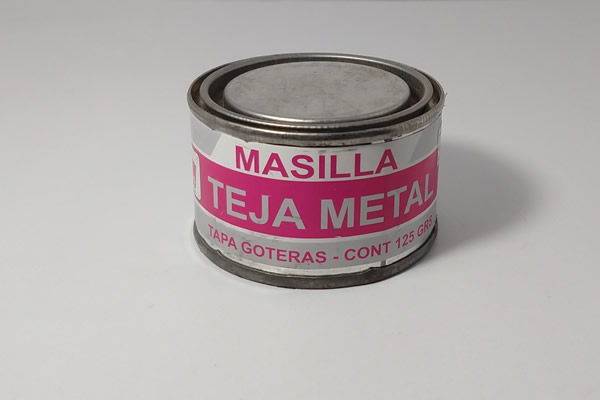 MASILLA
TEJA METAL
TAPA GOTERAS - CONT 125 GRS